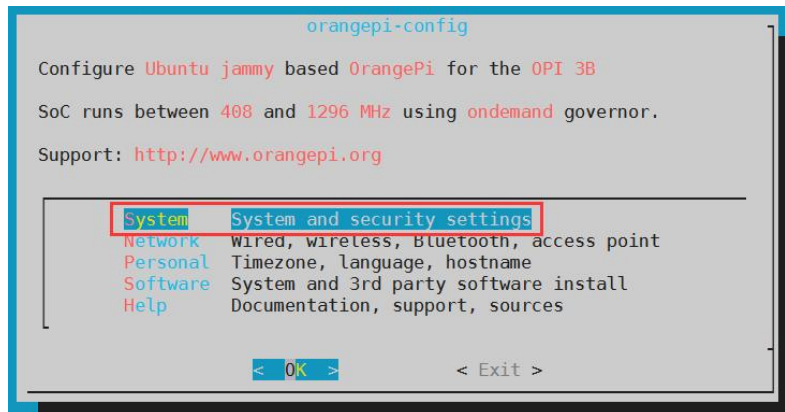 orangepi-config
Configure Ubuntu jammy based OrangePi for the OPI 3B
SoC runs between 408 and 1296 MHz using ondemand governor.
Support: http://www.orangepi.org
System System and security settings
Network Wired, wireless, Bluetooth, access point
Personal Timezone, language, hostname
Software System and 3rd party software install
Help Documentation, support, sources
< OK > < Exit >